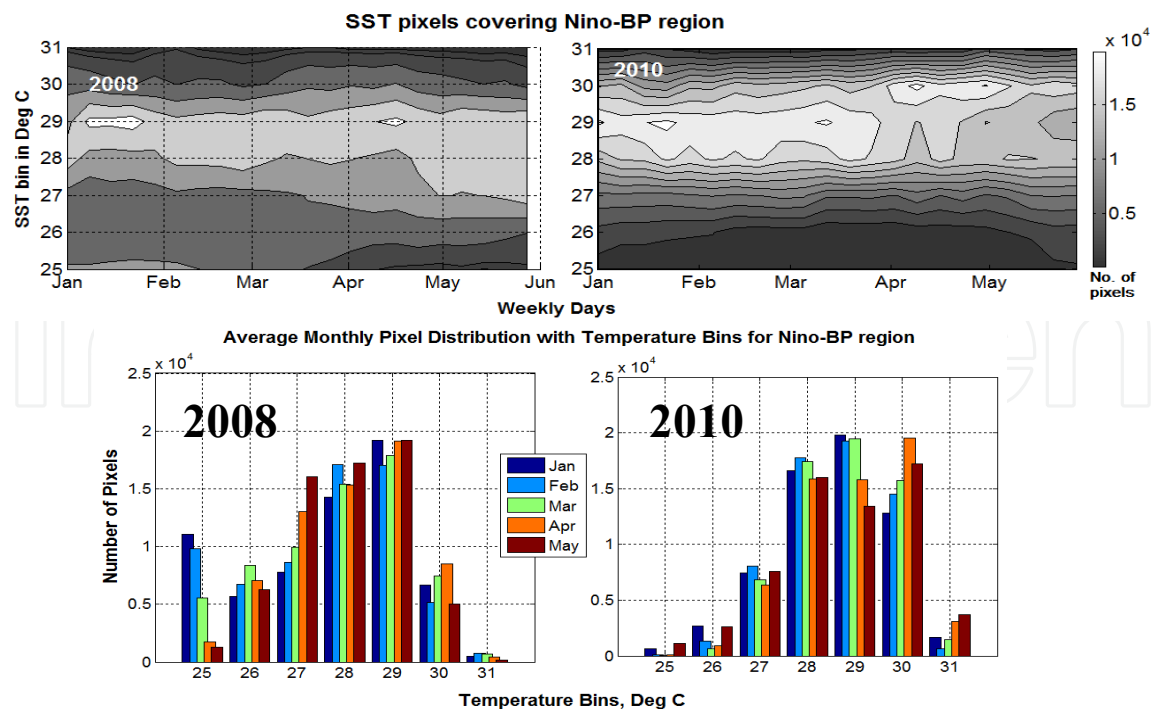 SST pixels covering Nino-BP region
SST bin in Deg C
31
30
29
28
27
26
25
2008
Jan
Feb
Mar
Apr
May
Jun
31
30
29
28
27
26
25
2010
Jan
Feb
Mar
Apr
May
x 10^4
1.5
1
0.5
No. of
pixels
Weekly Days
Average Monthly Pixel Distribution with Temperature Bins for Nino-BP region
Number of Pixels
x 10^4
2.5
2
1.5
1
0.5
0
2008
25 26 27 28 29 30 31
Jan
Feb
Mar
Apr
May
x 10^4
2.5
2
1.5
1
0.5
0
2010
25 26 27 28 29 30 31
Temperature Bins, Deg C